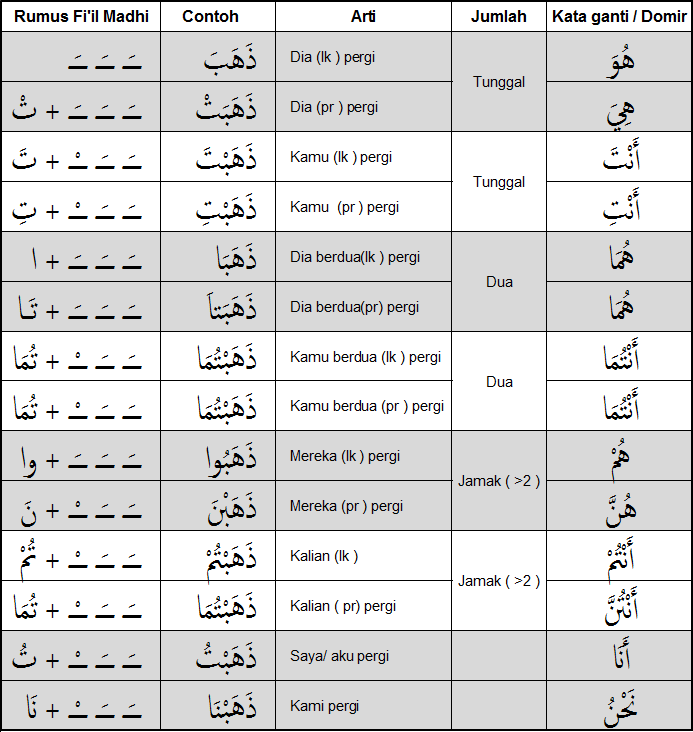 Rumus Fi'il Madhi Contoh Arti Jumlah Kata ganti / Domir
ـَ ـَ ـَ ذَهَبَ Dia (lk ) pergi Tunggal هُوَ
ـَ ـَ ـَ + تْ ذَهَبَتْ Dia (pr ) pergi هِيَ
ـَ ـَ ـْ + تَ ذَهَبْتَ Kamu (lk ) pergi Tunggal أَنْتَ
ـَ ـَ ـْ + تِ ذَهَبْتِ Kamu (pr ) pergi أَنْتِ
ـَ ـَ ـَ + ا ذَهَبَا Dia berdua(lk ) pergi Dua هُمَا
ـَ ـَ ـَ + تَـا ذَهَبَتاَ Dia berdua(pr) pergi هُمَا
ـَ ـَ ـْ + تُمَا ذَهَبْتُمَا Kamu berdua (lk ) pergi Dua أَنْتُمَا
ـَ ـَ ـْ + تُمَا ذَهَبْتُمَا Kamu berdua (pr ) pergi أَنْتُمَا
ـَ ـَ ـَ + وا ذَهَبُوا Mereka (lk ) pergi Jamak ( >2 ) هُمْ
ـَ ـَ ـْ + نَ ذَهَبْنَ Mereka (pr ) pergi هُنَّ
ـَ ـَ ـْ + تُمْ ذَهَبْتُمْ Kalian (lk ) Jamak ( >2 ) أَنْتُمْ
ـَ ـَ ـْ + تُمَا ذَهَبْتُمَا Kalian ( pr) pergi أَنْتُنَّ
ـَ ـَ ـْ + تُ ذَهَبْتُ Saya/ aku pergi أَنَا
ـَ ـَ ـْ + نَا ذَهَبْنَا Kami pergi نَحْنُ